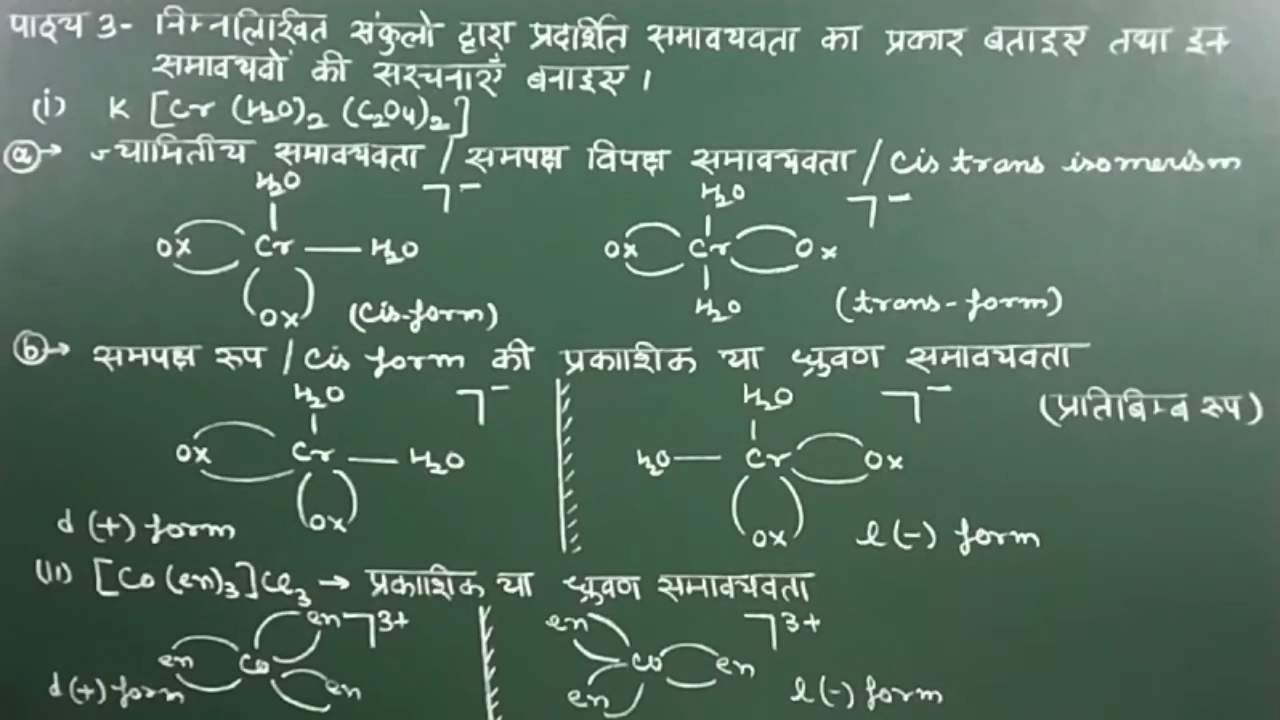 पाठ्य 3- निम्नलिखित संकुलो द्वारा प्रदर्शित समावयवता का प्रकार बताइए तथा इन
समावयवों की संरचनाएँ बनाइए ।
(i) K [Cr (H₂O)₂ (C₂O₄)₂]
(a)→ ज्यामितीय समावयवता / समपक्ष विपक्ष समावयवता / Cis trans isomerism
H₂O ㄱ⁻ H₂O ㄱ⁻
ox Cr — H₂O ox Cr Ox
ox (Cis-form) H₂O (trans-form)
(b)→ समपक्ष रूप / Cis form की प्रकाशिक या ध्रुवण समावयवता
H₂O ㄱ⁻ H₂O ㄱ⁻ (प्रतिबिम्ब रूप)
ox Cr — H₂O H₂O — Cr Ox
d (+) form ox ox l (-) form
(ii) [Co (en)₃]Cl₃ → प्रकाशिक या ध्रुवण समावयवता
en ㄱ3+ en ㄱ3+
en Co Co en
d (+) form en en l (-) form